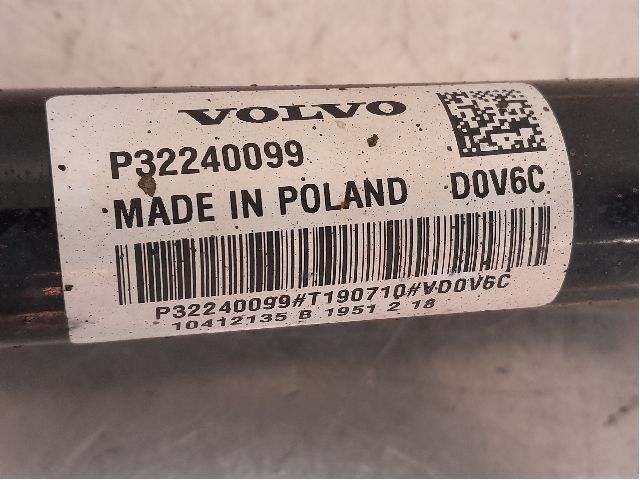 VOLVO
P32240099
MADE IN POLAND D0V6C
P32240099#T190710#VD0V6C
10412135 B 1951 2 18